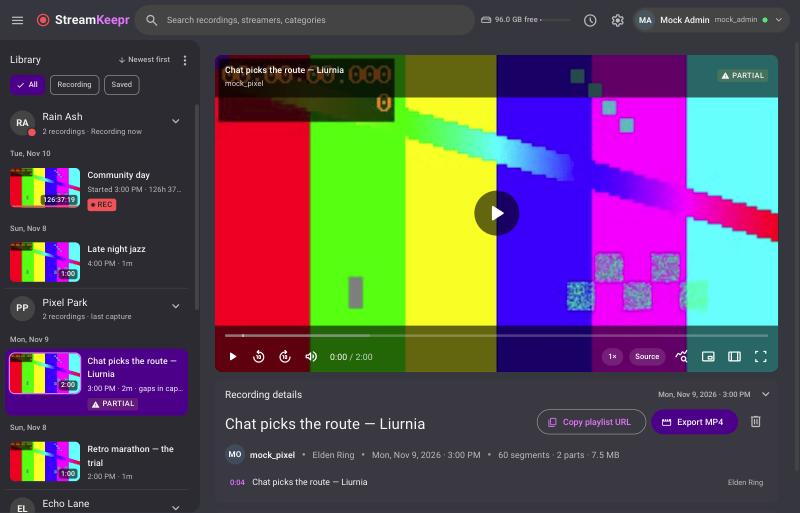 StreamKeepr
Search recordings, streamers, categories
96.0 GB free
MA
Mock Admin
mock_admin
Library
Newest first
All
Recording
Saved
RA
Rain Ash
2 recordings · Recording now
Tue, Nov 10
126:37:19
Community day
Started 3:00 PM · 126h 37…
REC
Sun, Nov 8
1:00
Late night jazz
4:00 PM · 1m
PP
Pixel Park
2 recordings · last capture
Mon, Nov 9
2:00
Chat picks the route —
Liurnia
3:00 PM · 2m · gaps in cap…
PARTIAL
Sun, Nov 8
1:00
Retro marathon — the
trial
2:00 PM · 1m
EL
Echo Lane
Chat picks the route — Liurnia
mock_pixel
PARTIAL
0
10
10
0:00 / 2:00
1×
Source
Recording details
Mon, Nov 9, 2026 · 3:00 PM
Chat picks the route — Liurnia
Copy playlist URL
Export MP4
MO
mock_pixel • Elden Ring • Mon, Nov 9, 2026 · 3:00 PM • 60 segments · 2 parts · 7.5 MB
0:04 Chat picks the route — Liurnia
Elden Ring